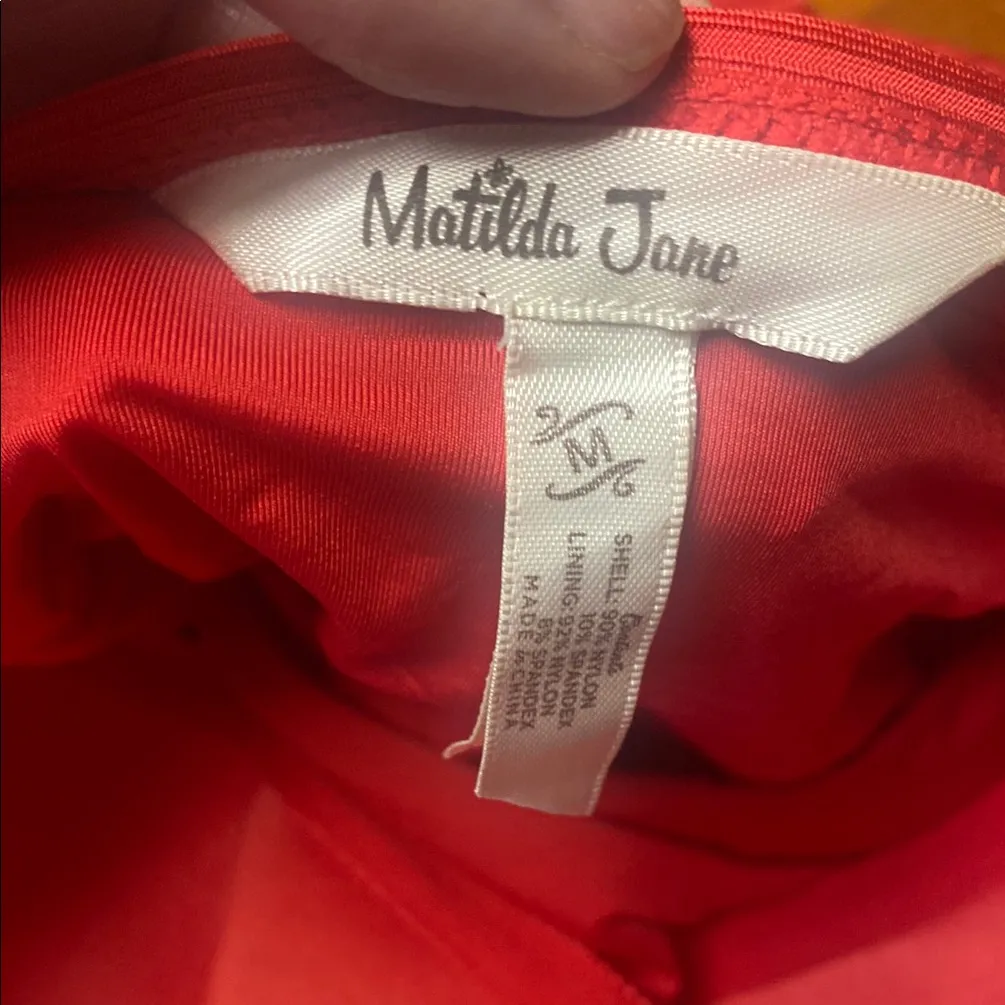 Matilda Jane
M
SHELL: 90% NYLON
10% SPANDEX
LINING: 92% NYLON
8% SPANDEX
MADE IN CHINA